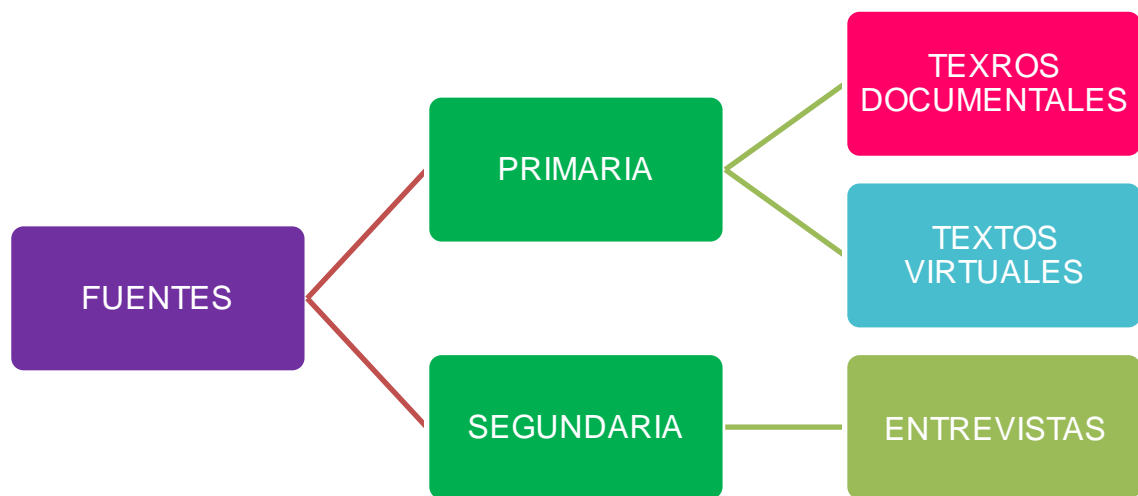 FUENTES
PRIMARIA
TEXROS
DOCUMENTALES
TEXTOS
VIRTUALES
SEGUNDARIA
ENTREVISTAS